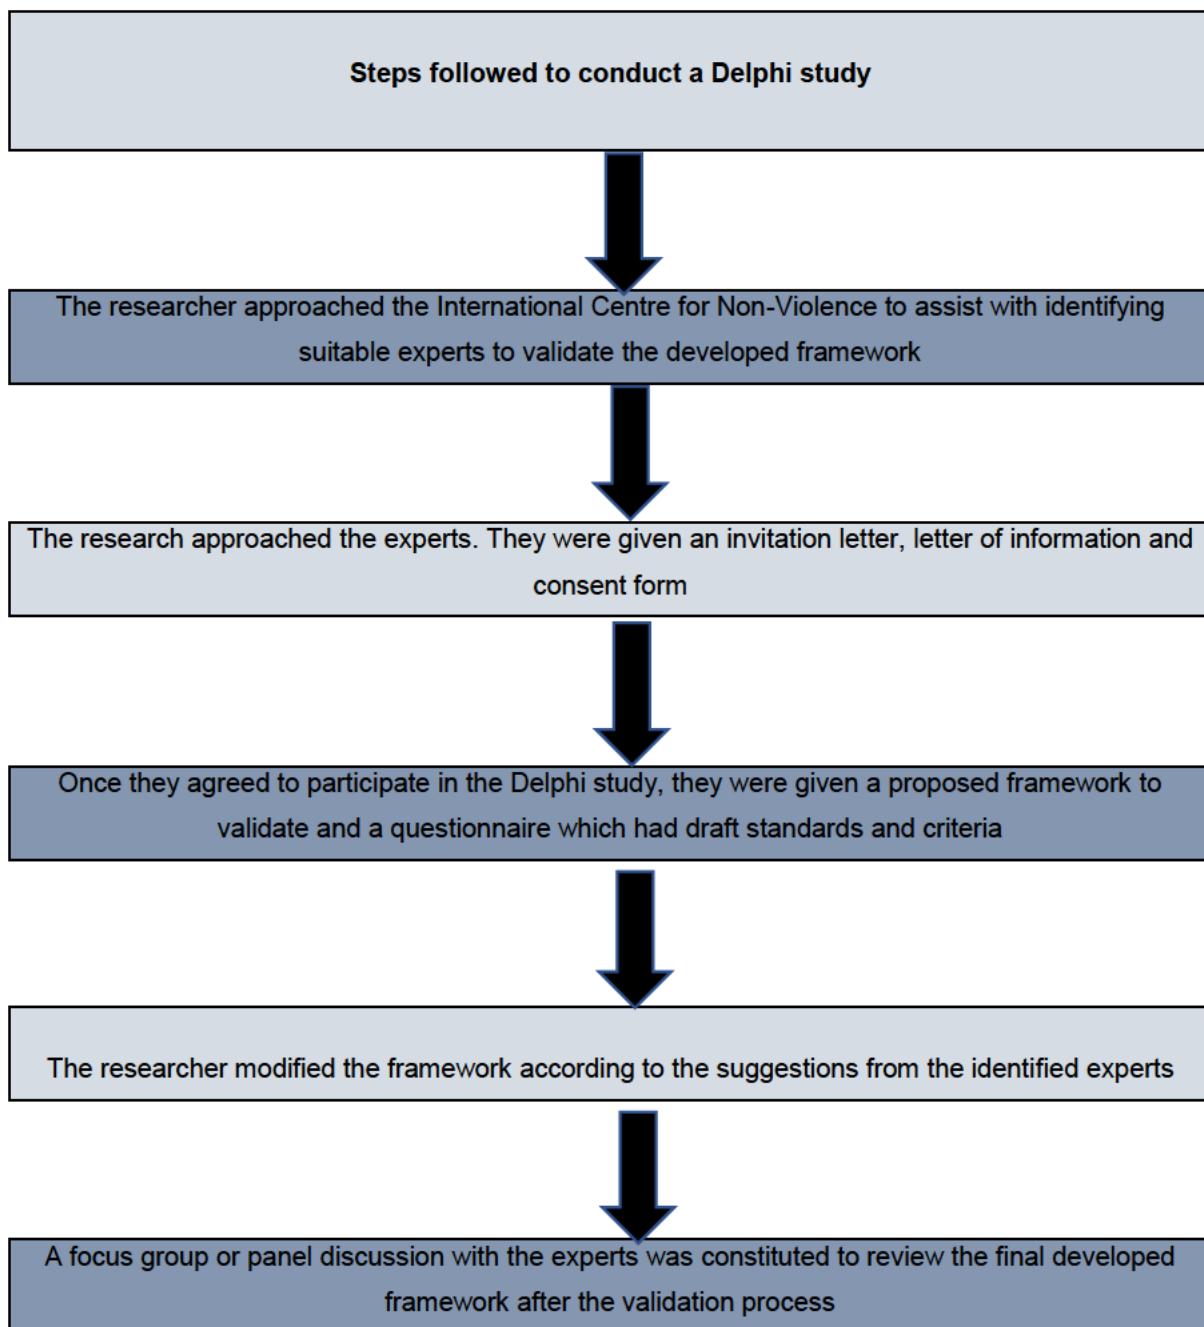 Steps followed to conduct a Delphi study
The researcher approached the International Centre for Non-Violence to assist with identifying
suitable experts to validate the developed framework
The research approached the experts. They were given an invitation letter, letter of information and
consent form
Once they agreed to participate in the Delphi study, they were given a proposed framework to
validate and a questionnaire which had draft standards and criteria
The researcher modified the framework according to the suggestions from the identified experts
A focus group or panel discussion with the experts was constituted to review the final developed
framework after the validation process